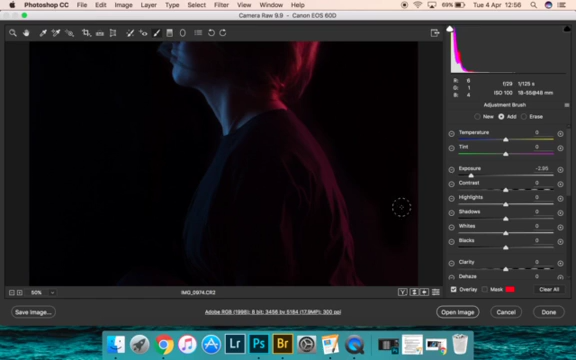 Photoshop CC File Edit Image Layer Type Select Filter View Window Help 69% Tue 4 Apr 12:56
Camera Raw 9.9 - Canon EOS 60D
R: 6
G: 1
B: 4
f/29 1/125 s
ISO 100 18-55@48 mm
Adjustment Brush
New Add Erase
Temperature 0
Tint 0
Exposure -2.85
Contrast 0
Highlights 0
Shadows 0
Whites 0
Blacks 0
Clarity 0
Dehaze 0
50% IMG_0974.CR2
Overlay Mask Clear All
Save Image... Adobe RGB (1998); 8 bit; 3456 by 5184 (17.9MP); 300 ppi Open Image Cancel Done
Lr Ps Br